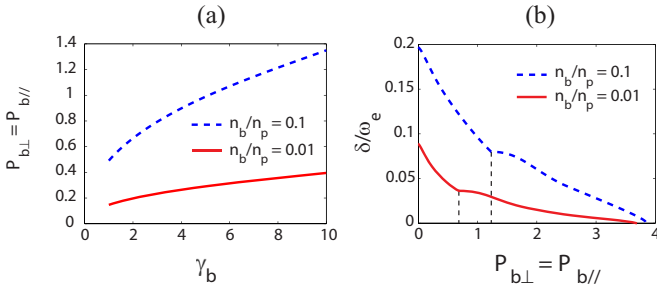 (a)
1.4
1.2
1
0.8
0.6
0.4
0.2
0
0 2 4 6 8 10
P_b⊥ = P_b//
n_b/n_p = 0.1
n_b/n_p = 0.01
γ_b
(b)
0.2
0.15
0.1
0.05
0
0 1 2 3 4
δ/ω_e
n_b/n_p = 0.1
n_b/n_p = 0.01
P_b⊥ = P_b//